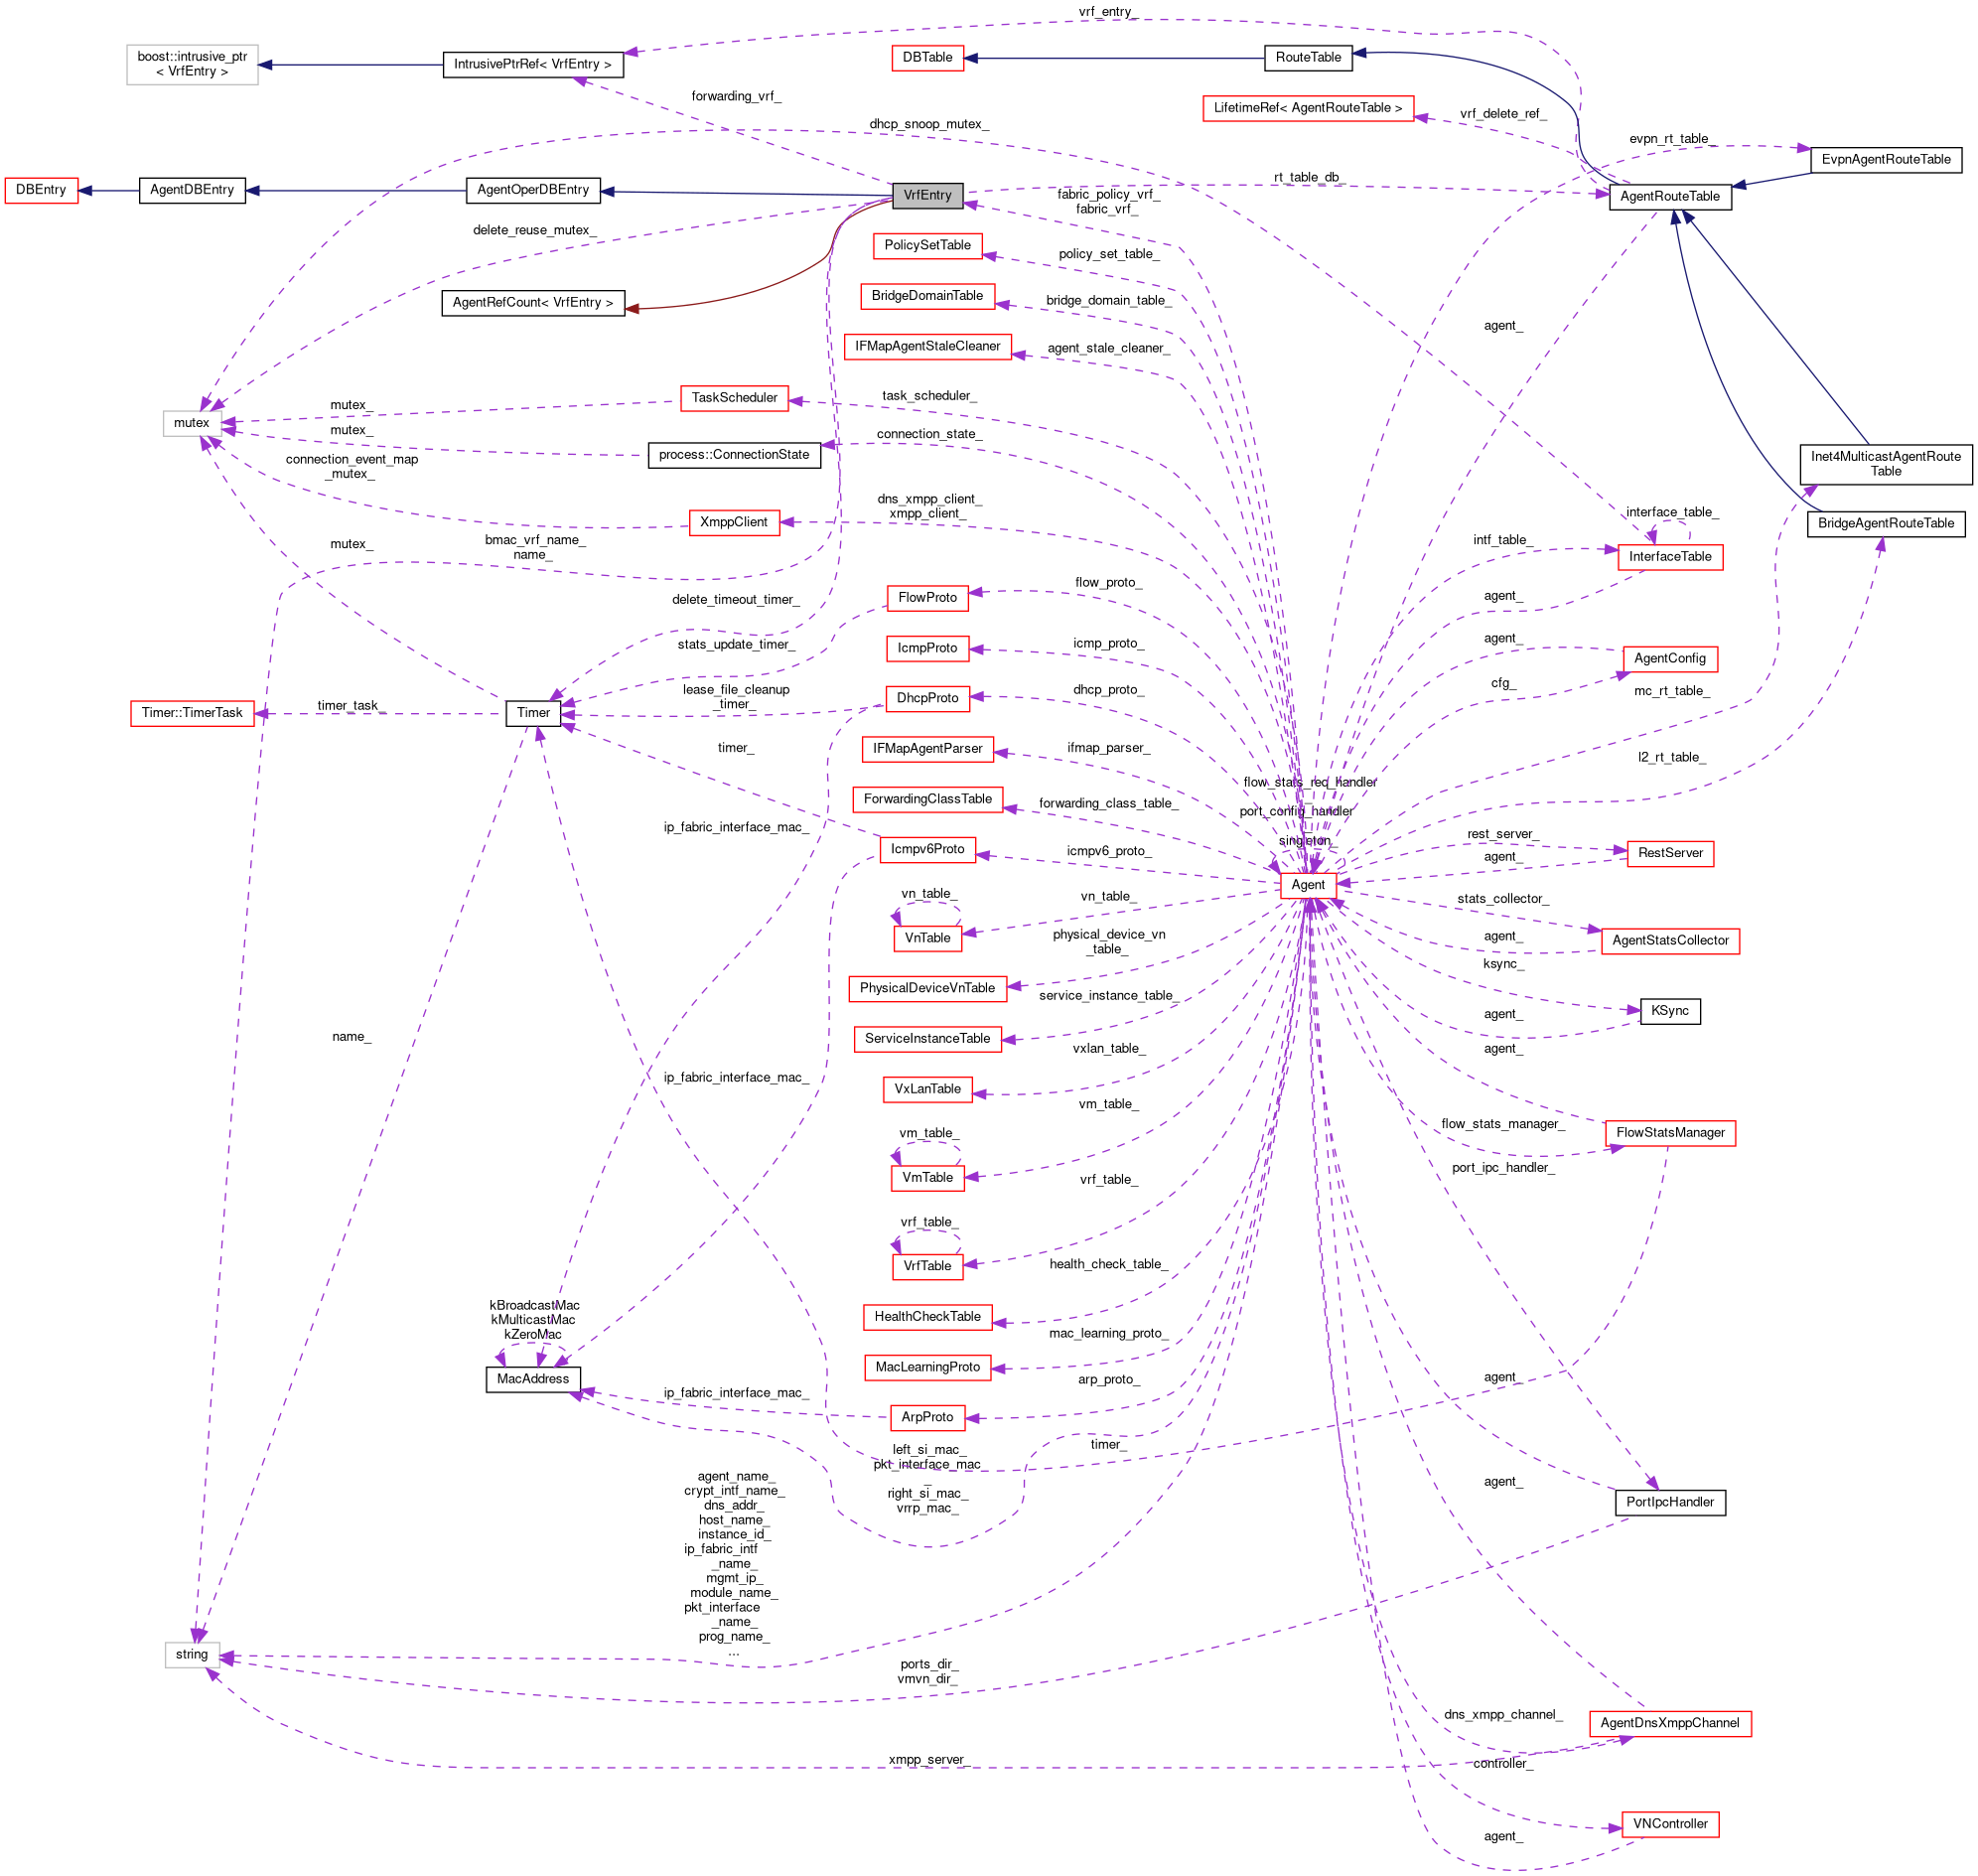 vrf_entry_
boost::intrusive_ptr
< VrfEntry >
IntrusivePtrRef< VrfEntry >
DBTable
RouteTable
forwarding_vrf_
LifetimeRef< AgentRouteTable >
vrf_delete_ref_
dhcp_snoop_mutex_
evpn_rt_table_
EvpnAgentRouteTable
DBEntry
AgentDBEntry
AgentOperDBEntry
VrfEntry
rt_table_db_
AgentRouteTable
fabric_policy_vrf_
fabric_vrf_
delete_reuse_mutex_
PolicySetTable
policy_set_table_
AgentRefCount< VrfEntry >
BridgeDomainTable
bridge_domain_table_
agent_
IFMapAgentStaleCleaner
agent_stale_cleaner_
mutex_
TaskScheduler
task_scheduler_
mutex
mutex_
process::ConnectionState
connection_state_
Inet4MulticastAgentRoute
Table
connection_event_map
_mutex_
XmppClient
dns_xmpp_client_
xmpp_client_
interface_table_
BridgeAgentRouteTable
mutex_
bmac_vrf_name_
name_
intf_table_
InterfaceTable
delete_timeout_timer_
FlowProto
flow_proto_
agent_
stats_update_timer_
IcmpProto
icmp_proto_
agent_
AgentConfig
cfg_
mc_rt_table_
lease_file_cleanup
_timer_
DhcpProto
dhcp_proto_
Timer::TimerTask
timer_task_
Timer
timer_
IFMapAgentParser
ifmap_parser_
l2_rt_table_
flow_stats_req_handler
_
port_config_handler
_
singleton_
ForwardingClassTable
forwarding_class_table_
ip_fabric_interface_mac_
Icmpv6Proto
icmpv6_proto_
rest_server_
agent_
RestServer
Agent
vn_table_
VnTable
vn_table_
stats_collector_
agent_
AgentStatsCollector
physical_device_vn
_table_
ksync_
PhysicalDeviceVnTable
service_instance_table_
agent_
KSync
name_
ServiceInstanceTable
vxlan_table_
agent_
ip_fabric_interface_mac_
VxLanTable
vm_table_
vm_table_
VmTable
flow_stats_manager_
FlowStatsManager
port_ipc_handler_
vrf_table_
vrf_table_
VrfTable
health_check_table_
kBroadcastMac
kMulticastMac
kZeroMac
HealthCheckTable
mac_learning_proto_
MacAddress
MacLearningProto
arp_proto_
agent_
ip_fabric_interface_mac_
ArpProto
timer_
left_si_mac_
pkt_interface_mac
_
right_si_mac_
vrrp_mac_
agent_
PortIpcHandler
agent_name_
crypt_intf_name_
dns_addr_
host_name_
instance_id_
ip_fabric_intf
_name_
mgmt_ip_
module_name_
pkt_interface
_name_
prog_name_
...
string
ports_dir_
vmvn_dir_
dns_xmpp_channel_
AgentDnsXmppChannel
xmpp_server_
controller_
VNController
agent_